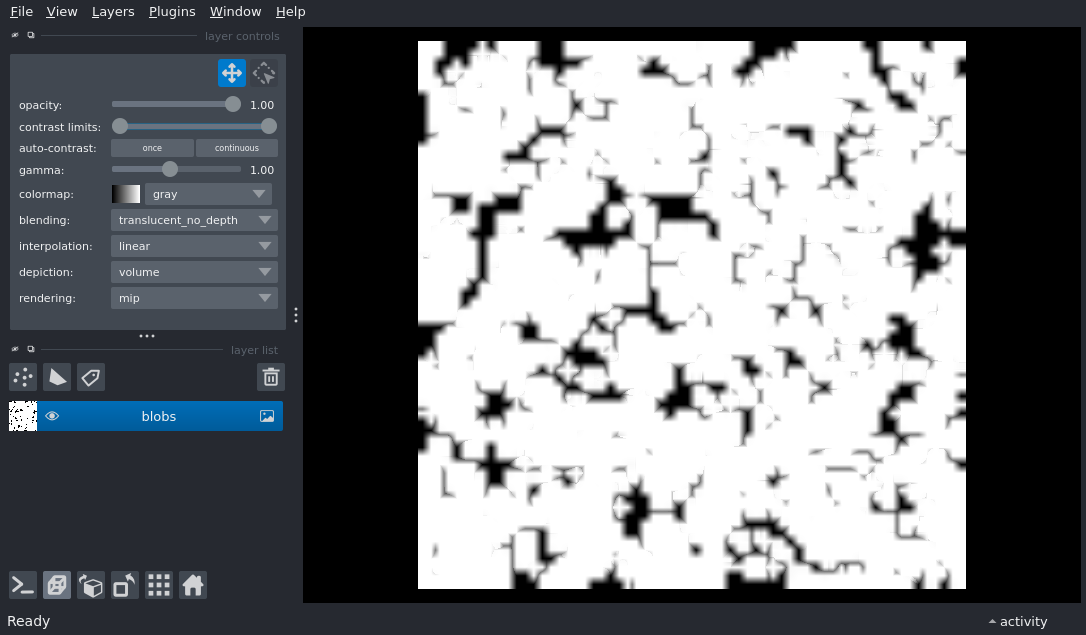 File View Layers Plugins Window Help
layer controls
opacity: 1.00
contrast limits:
auto-contrast: once continuous
gamma: 1.00
colormap: gray
blending: translucent_no_depth
interpolation: linear
depiction: volume
rendering: mip
layer list
blobs
Ready activity